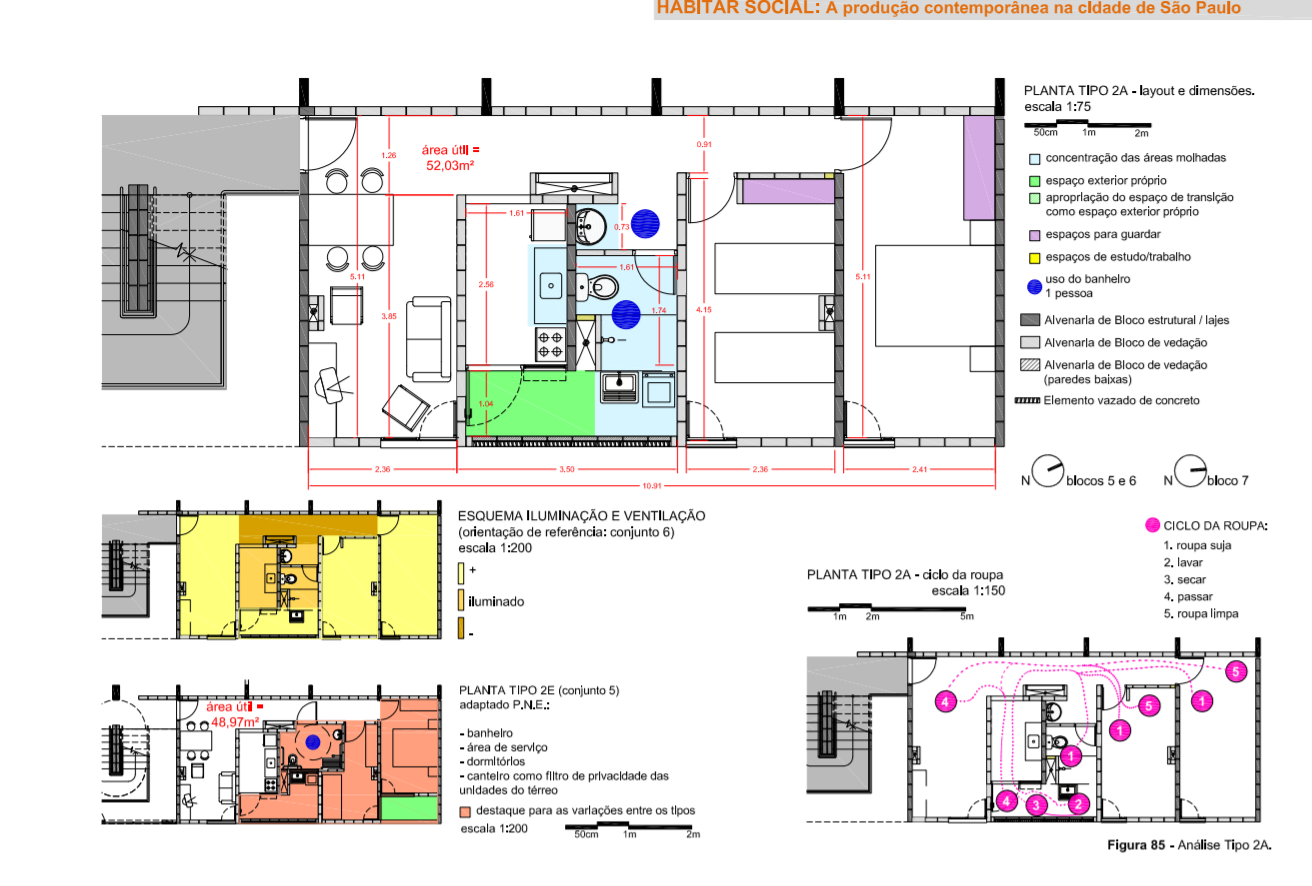 HABITAR SOCIAL: A produção contemporânea na cidade de São Paulo
PLANTA TIPO 2A - layout e dimensões.
escala 1:75
50cm 1m 2m
concentração das áreas molhadas
espaço exterior próprio
apropriação do espaço de transição
como espaço exterior próprio
espaços para guardar
espaços de estudo/trabalho
uso do banheiro
1 pessoa
Alvenaria de Bloco estrutural / lajes
Alvenaria de Bloco de vedação
Alvenaria de Bloco de vedação
(paredes baixas)
Elemento vazado de concreto
N blocos 5 e 6
N bloco 7
área útil =
52,03m²
1.26
0.91
1.61
0.73
1.61
5.11
2.56
3.85
1.74
4.15
5.11
1.04
2.36
3.50
2.36
2.41
10.91
ESQUEMA ILUMINAÇÃO E VENTILAÇÃO
(orientação de referência: conjunto 6)
escala 1:200
+
iluminado
-
PLANTA TIPO 2E (conjunto 5)
adaptado P.N.E.:
- banheiro
- área de serviço
- dormitórios
- canteiro como filtro de privacidade das
unidades do térreo
destaque para as variações entre os tipos
escala 1:200
50cm 1m 2m
área útil =
48,97m²
CICLO DA ROUPA:
1. roupa suja
2. lavar
3. secar
4. passar
5. roupa limpa
PLANTA TIPO 2A - ciclo da roupa
escala 1:150
1m 2m 5m
4
5
5
1
1
1
4
3
2
Figura 85 - Análise Tipo 2A.